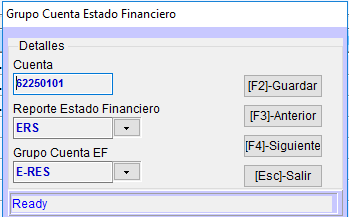 Grupo Cuenta Estado Financiero
Detalles
Cuenta
62250101
[F2]-Guardar
Reporte Estado Financiero
[F3]-Anterior
ERS
[F4]-Siguiente
Grupo Cuenta EF
E-RES
[Esc]-Salir
Ready